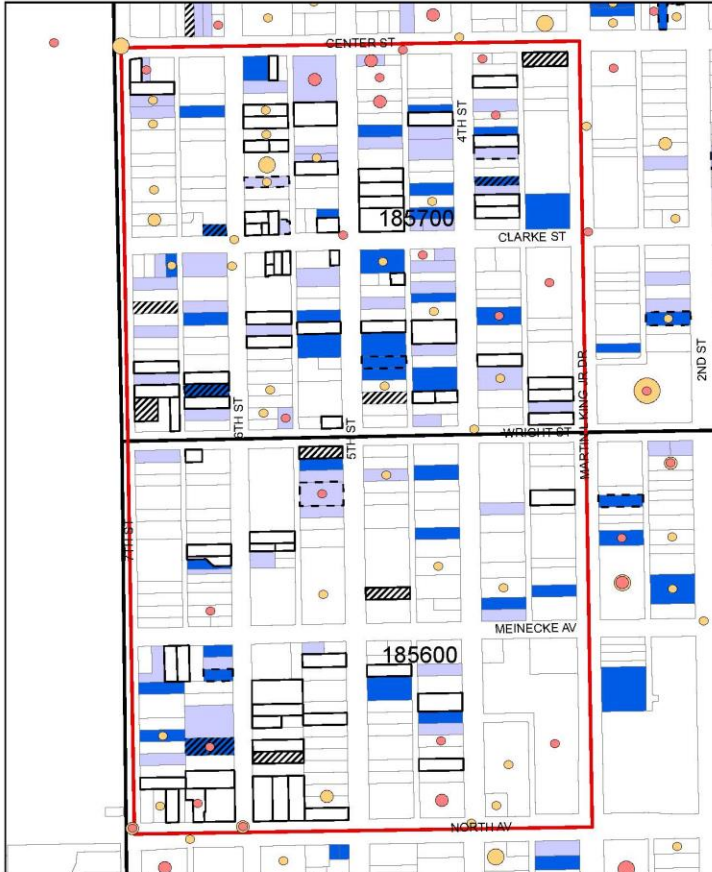 CENTER ST
4TH ST
185700
CLARKE ST
2ND ST
MARTIN L KING JR DR
6TH ST
5TH ST
WRIGHT ST
7TH ST
MEINECKE AV
185600
NORTH AV